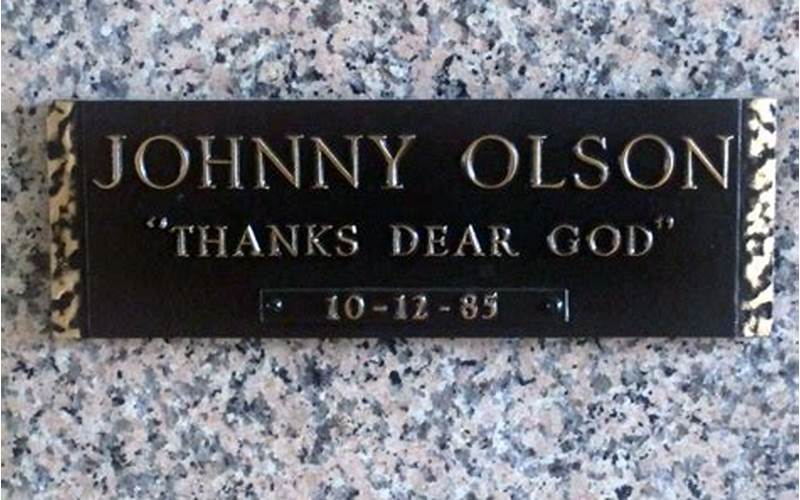 JOHNNY OLSON
“THANKS DEAR GOD”
10-12-85